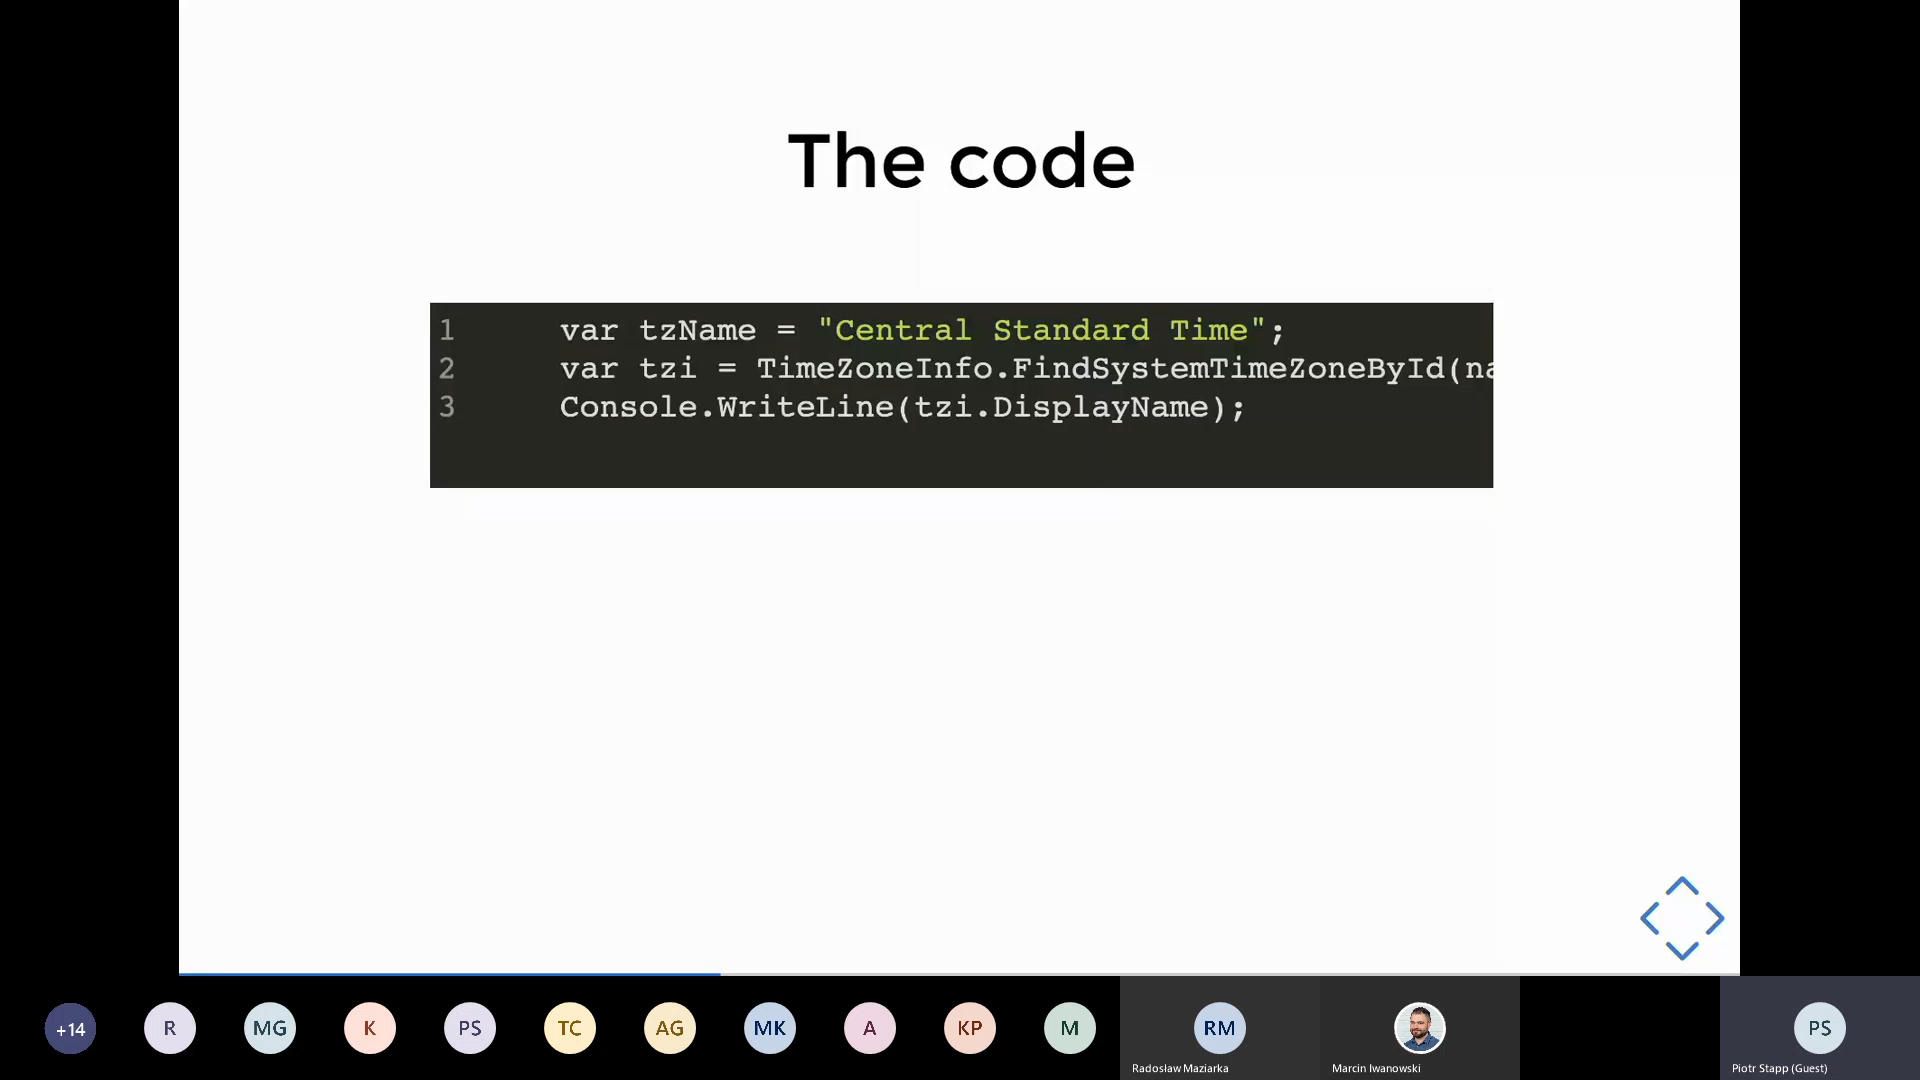 The code
1 var tzName = "Central Standard Time";
2 var tzi = TimeZoneInfo.FindSystemTimeZoneById(na
3 Console.WriteLine(tzi.DisplayName);
+14
R
MG
K
PS
TC
AG
MK
A
KP
M
RM
PS
Radosław Maziarka
Marcin Iwanowski
Piotr Stapp (Guest)